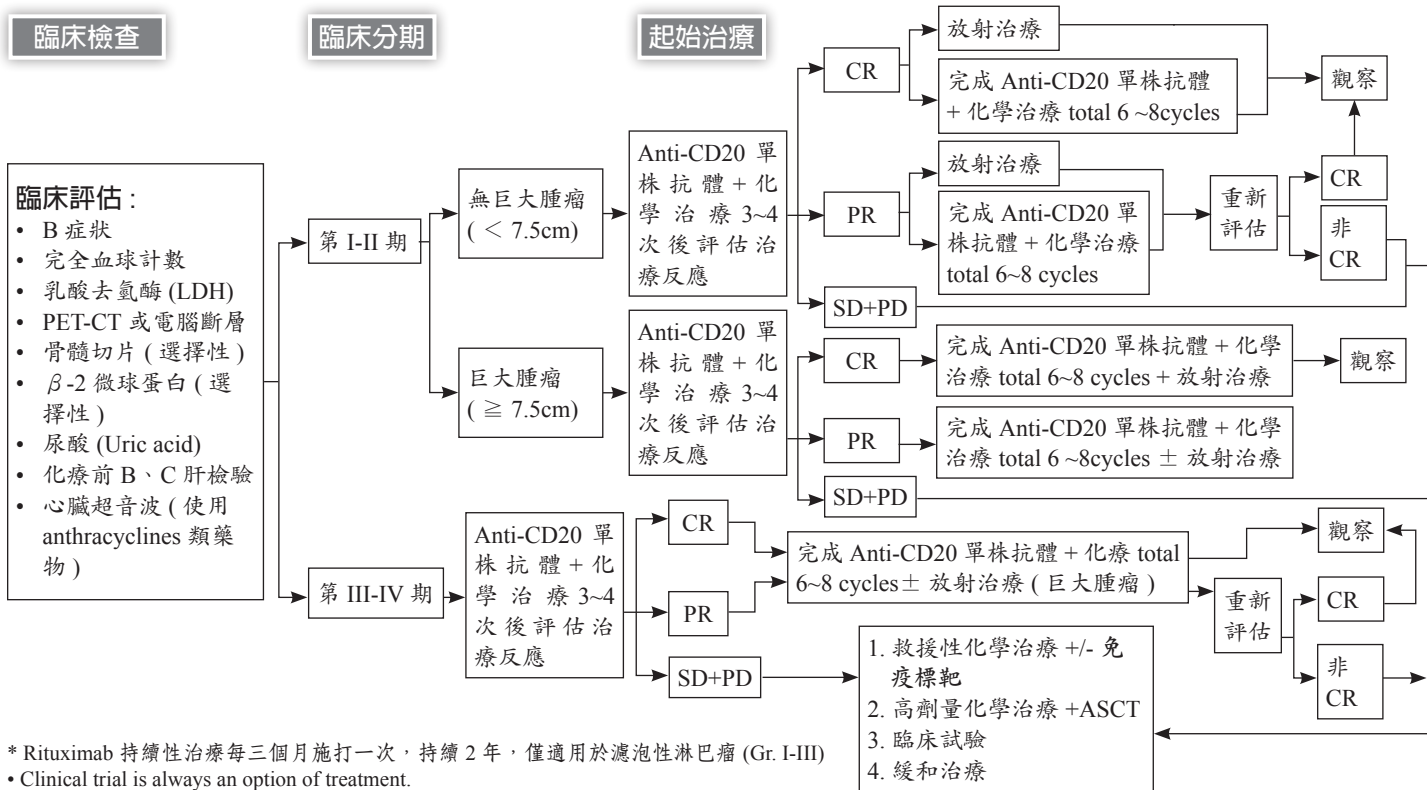 臨床檢查
臨床分期
起始治療
臨床評估 :
• B 症狀
• 完全血球計數
• 乳酸去氫酶 (LDH)
• PET-CT 或電腦斷層
• 骨髓切片 ( 選擇性 )
• β-2 微球蛋白 ( 選
擇性 )
• 尿酸 (Uric acid)
• 化療前 B、C 肝檢驗
• 心臟超音波 ( 使用
anthracyclines 類藥
物 )
第 I-II 期
無巨大腫瘤
( < 7.5cm)
Anti-CD20 單
株抗體 + 化
學治療 3~4
次後評估治
療反應
CR
放射治療
完成 Anti-CD20 單株抗體
+ 化學治療 total 6 ~8cycles
觀察
PR
放射治療
完成 Anti-CD20 單
株抗體 + 化學治療
total 6~8 cycles
重新
評估
CR
非
CR
SD+PD
巨大腫瘤
( ≧ 7.5cm)
Anti-CD20 單
株抗體 + 化
學治療 3~4
次後評估治
療反應
CR
完成 Anti-CD20 單株抗體 + 化學
治療 total 6~8 cycles + 放射治療
觀察
PR
完成 Anti-CD20 單株抗體 + 化學
治療 total 6 ~8cycles ± 放射治療
SD+PD
第 III-IV 期
Anti-CD20 單
株抗體 + 化
學治療 3~4
次後評估治
療反應
CR
PR
SD+PD
完成 Anti-CD20 單株抗體 + 化療 total
6~8 cycles± 放射治療 ( 巨大腫瘤 )
觀察
重新
評估
CR
非
CR
1. 救援性化學治療 +/- 免
疫標靶
2. 高劑量化學治療 +ASCT
3. 臨床試驗
4. 緩和治療
* Rituximab 持續性治療每三個月施打一次，持續 2 年，僅適用於濾泡性淋巴瘤 (Gr. I-III)
• Clinical trial is always an option of treatment.